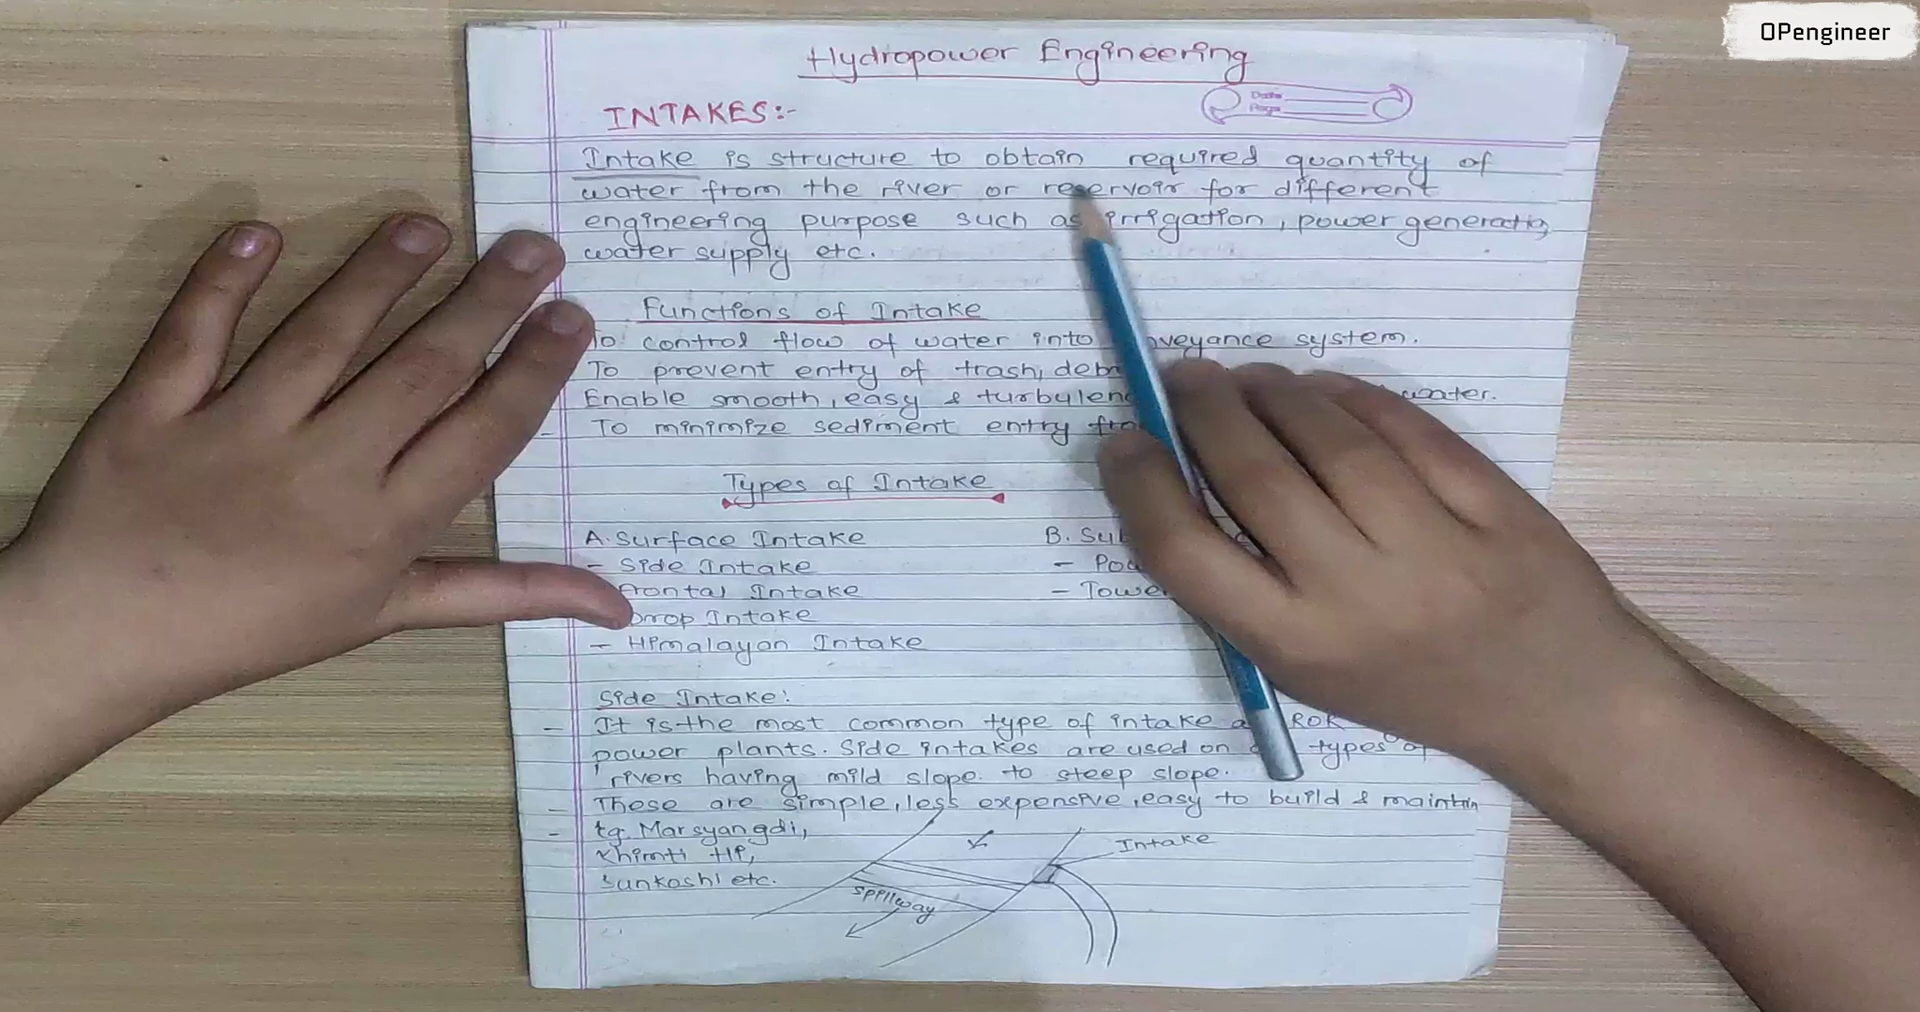 OPengineer
Hydropower Engineering
Date
Page
INTAKES:-
Intake is structure to obtain required quantity of
water from the river or reservoir for different
engineering purpose such as irrigation, power generatio
water supply etc.
Functions of Intake
To control flow of water into system.
To prevent entry of trash,
Enable smooth, easy & water.
- To minimize sediment entry
Types of Intake
A. Surface Intake
B.
- Side Intake
-
Frontal Intake
-
Drop Intake
- Himalayan Intake
Side Intake:
- It is the most common type of intake ROR
power plants. Side intakes are used on types of
rivers having mild slope to steep slope.
- These are simple, less expensive, easy to build & maintain
- Eg. Marsyangdi,
Khimti HP,
Sunkoshi etc.
Intake
Spillway